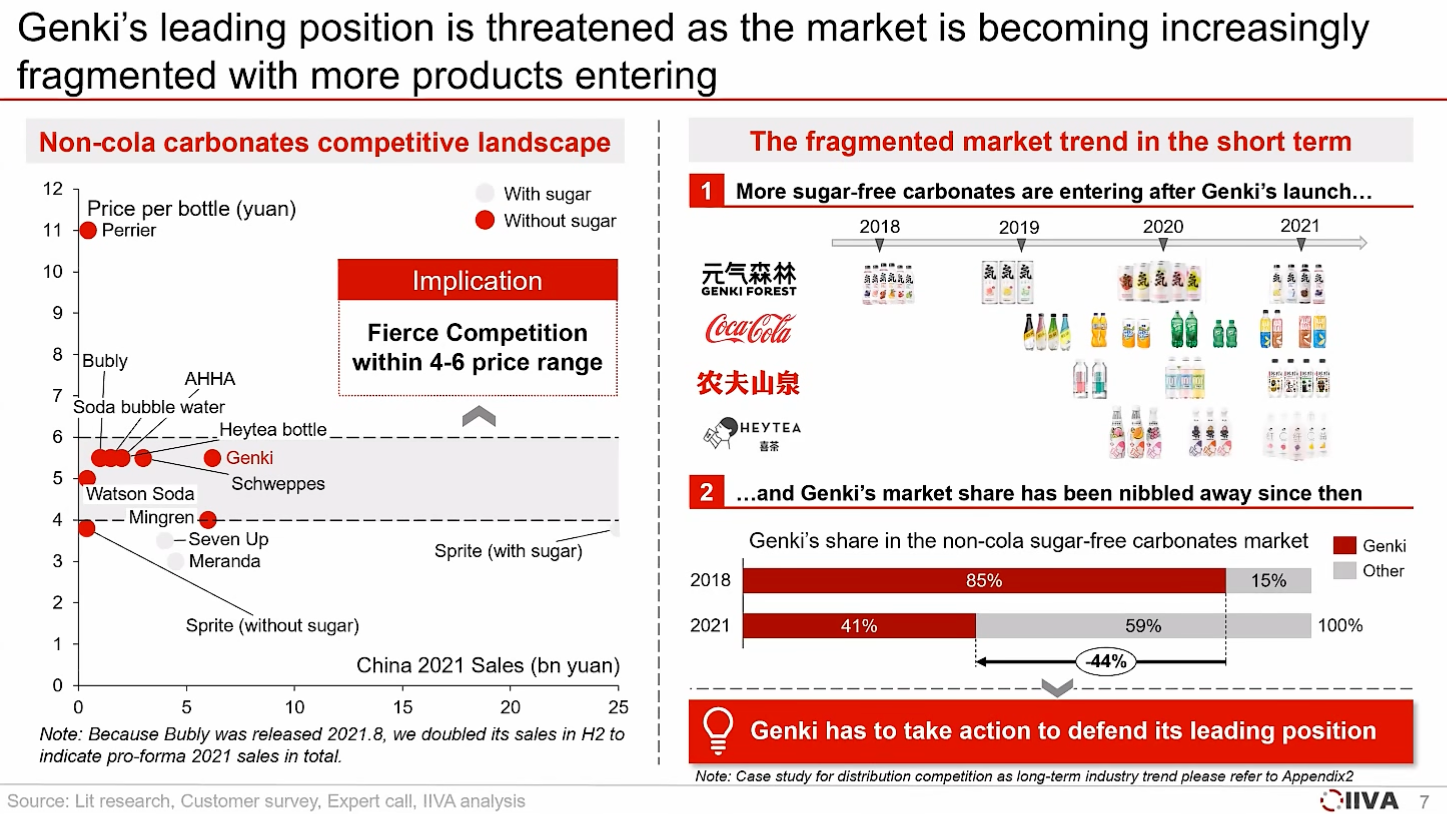 Genki's leading position is threatened as the market is becoming increasingly
fragmented with more products entering
Non-cola carbonates competitive landscape
12
11
10
9
8
7
6
5
4
3
2
1
0
Price per bottle (yuan)
With sugar
Without sugar
Perrier
Implication
Fierce Competition
within 4-6 price range
Bubly
AHHA
Soda bubble water
Heytea bottle
Genki
Schweppes
Watson Soda
Mingren
Seven Up
Meranda
Sprite (with sugar)
Sprite (without sugar)
China 2021 Sales (bn yuan)
0 5 10 15 20 25
Note: Because Bubly was released 2021.8, we doubled its sales in H2 to
indicate pro-forma 2021 sales in total.
The fragmented market trend in the short term
1 More sugar-free carbonates are entering after Genki's launch…
2018 2019 2020 2021
元気森林
GENKI FOREST
Coca-Cola
农夫山泉
HEYTEA
喜茶
2 …and Genki's market share has been nibbled away since then
Genki's share in the non-cola sugar-free carbonates market
Genki
Other
2018 85% 15%
2021 41% 59% 100%
-44%
Genki has to take action to defend its leading position
Note: Case study for distribution competition as long-term industry trend please refer to Appendix2
Source: Lit research, Customer survey, Expert call, IIVA analysis
IIVA 7